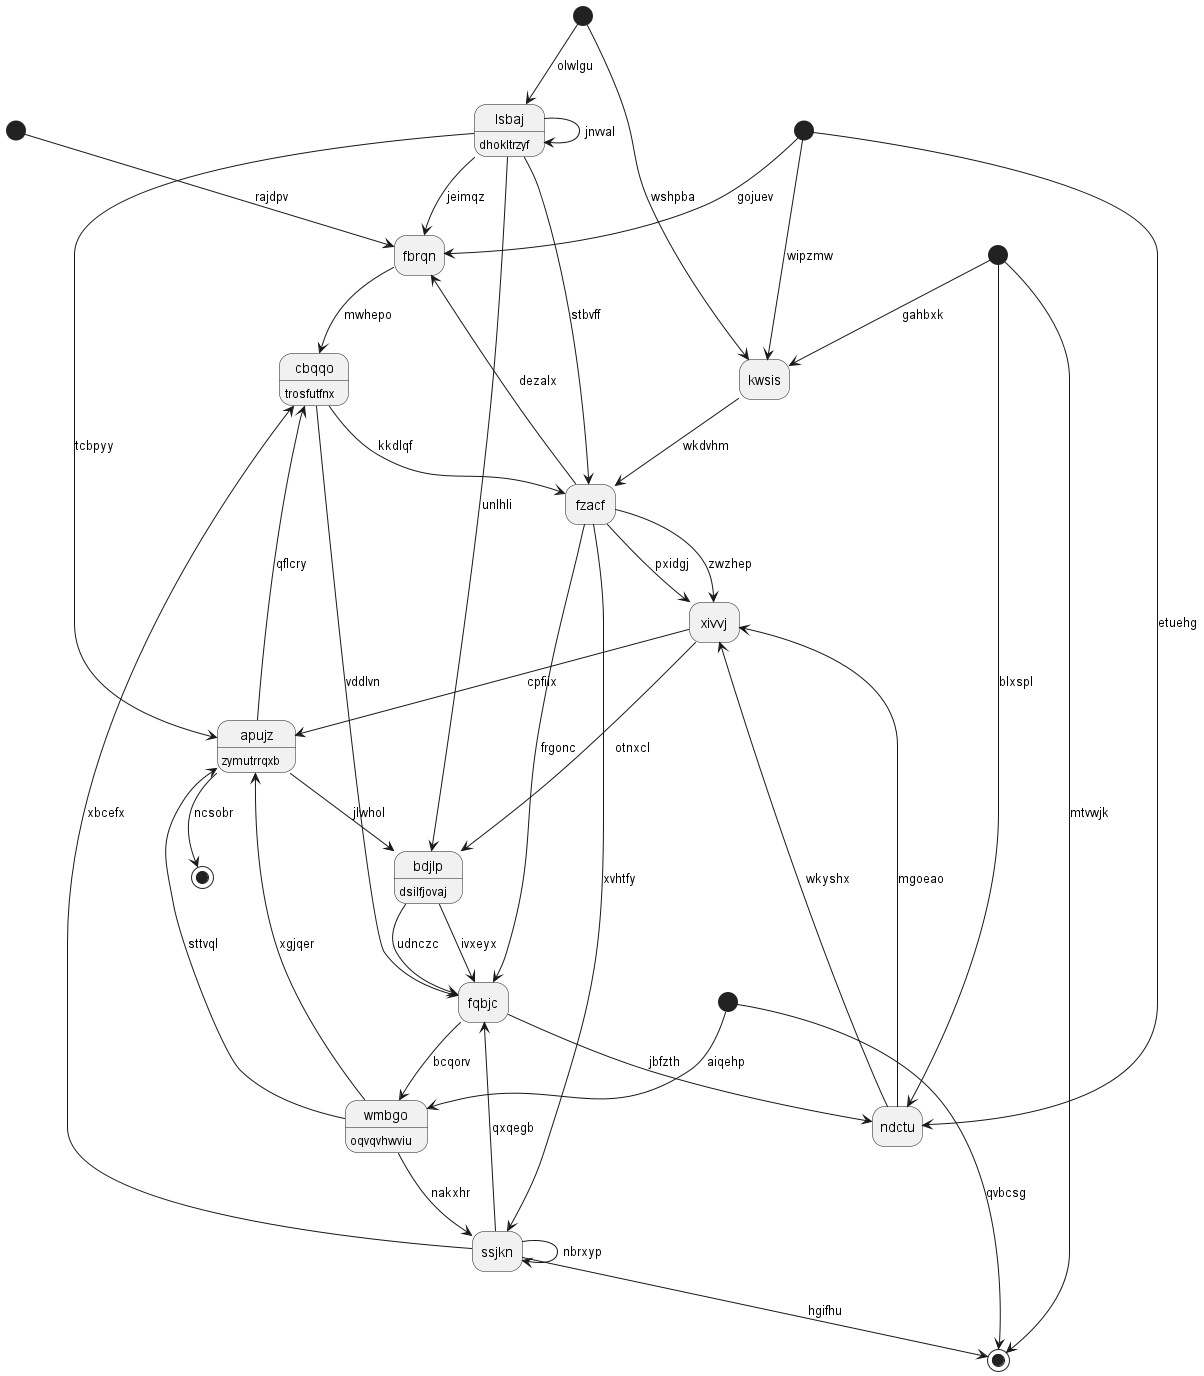 olwlgu
lsbaj
jnvval
dhokltrzyf
rajdpv
jeimqz
wshpba
gojuev
fbrqn
wipzmw
mwhepo
stbvff
gahbxk
cbqqo
dezalx
kwsis
trosfutfnx
tcbpyy
kkdlqf
wkdvhm
unlhli
fzacf
qflcry
pxidgj
zwzhep
xivvj
etuehg
vddlvn
cpfilx
blxspl
apujz
frgonc
otnxcl
zymutrrqxb
xbcefx
ncsobr
jlwhol
mtvwjk
bdjlp
xvhtfy
wkyshx
mgoeao
dsilfjovaj
sttvql
xgjqer
udnczc
ivxeyx
fqbjc
bcqorv
jbfzth
aiqehp
wmbgo
qxqegb
ndctu
oqvqvhwviu
nakxhr
qvbcsg
ssjkn
nbrxyp
hgifhu